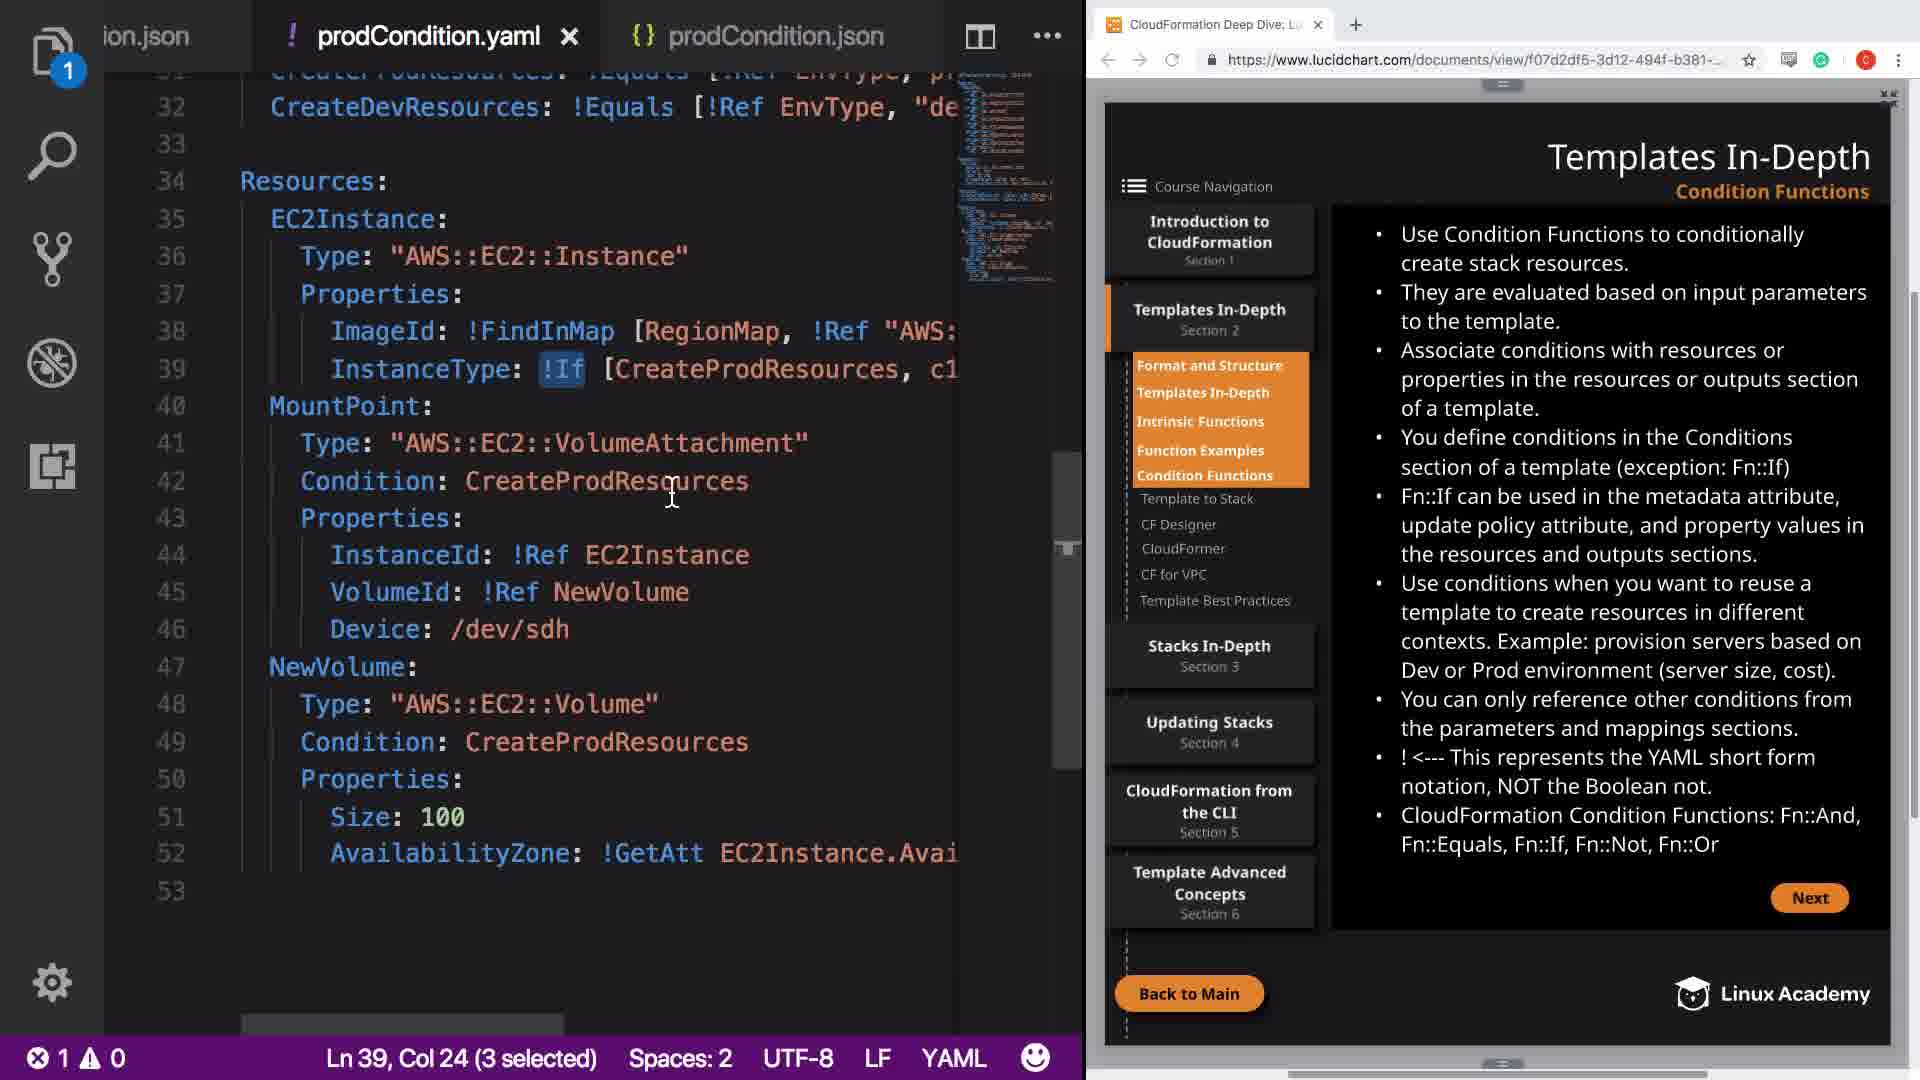 ion.json
! prodCondition.yaml ×
{} prodCondition.json
•••
1
31 CreateProdResources: !Equals [!Ref EnvType, pr
32 CreateDevResources: !Equals [!Ref EnvType, "de
33
34 Resources:
35 EC2Instance:
36 Type: "AWS::EC2::Instance"
37 Properties:
38 ImageId: !FindInMap [RegionMap, !Ref "AWS:
39 InstanceType: !If [CreateProdResources, c1
40 MountPoint:
41 Type: "AWS::EC2::VolumeAttachment"
42 Condition: CreateProdResources
43 Properties:
44 InstanceId: !Ref EC2Instance
45 VolumeId: !Ref NewVolume
46 Device: /dev/sdh
47 NewVolume:
48 Type: "AWS::EC2::Volume"
49 Condition: CreateProdResources
50 Properties:
51 Size: 100
52 AvailabilityZone: !GetAtt EC2Instance.Avai
53
1 0 Ln 39, Col 24 (3 selected) Spaces: 2 UTF-8 LF YAML
CloudFormation Deep Dive: Lu × +
https://www.lucidchart.com/documents/view/f07d2df5-3d12-494f-b381-... C
Templates In-Depth
Condition Functions
Course Navigation
Introduction to
CloudFormation
Section 1
Templates In-Depth
Section 2
Format and Structure
Templates In-Depth
Intrinsic Functions
Function Examples
Condition Functions
Template to Stack
CF Designer
CloudFormer
CF for VPC
Template Best Practices
Stacks In-Depth
Section 3
Updating Stacks
Section 4
CloudFormation from
the CLI
Section 5
Template Advanced
Concepts
Section 6
Back to Main
• Use Condition Functions to conditionally
create stack resources.
• They are evaluated based on input parameters
to the template.
• Associate conditions with resources or
properties in the resources or outputs section
of a template.
• You define conditions in the Conditions
section of a template (exception: Fn::If)
• Fn::If can be used in the metadata attribute,
update policy attribute, and property values in
the resources and outputs sections.
• Use conditions when you want to reuse a
template to create resources in different
contexts. Example: provision servers based on
Dev or Prod environment (server size, cost).
• You can only reference other conditions from
the parameters and mappings sections.
• ! <--- This represents the YAML short form
notation, NOT the Boolean not.
• CloudFormation Condition Functions: Fn::And,
Fn::Equals, Fn::If, Fn::Not, Fn::Or
Next
Linux Academy